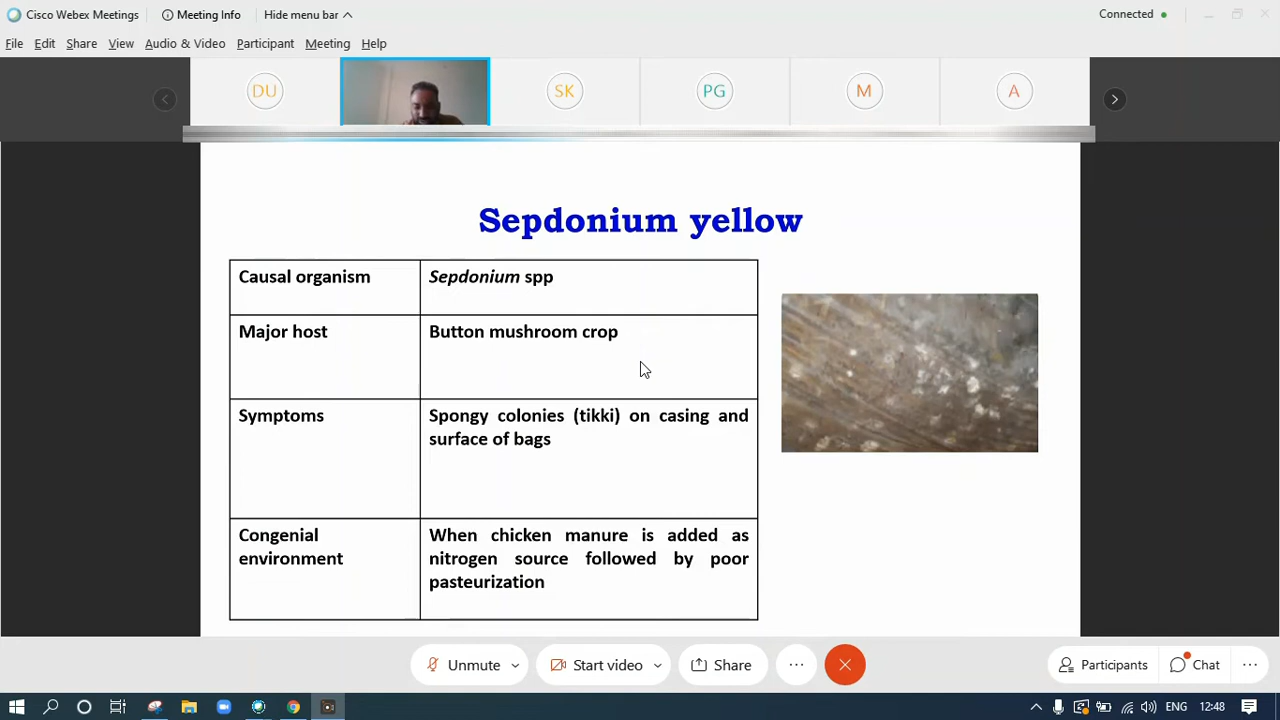 Cisco Webex Meetings
Meeting Info
Hide menu bar
Connected
File Edit Share View Audio & Video Participant Meeting Help
DU SK PG M A
Sepdonium yellow
Causal organism
Sepdonium spp
Major host
Button mushroom crop
Symptoms
Spongy colonies (tikki) on casing and
surface of bags
Congenial
environment
When chicken manure is added as
nitrogen source followed by poor
pasteurization
Unmute
Start video
Share
Participants
Chat
ENG
12:48